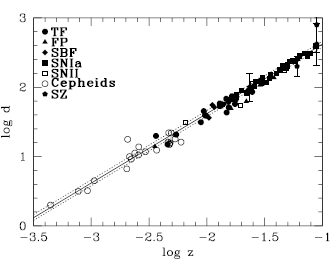 3
2
1
0
log d
TF
FP
SBF
SNIa
SNII
Cepheids
SZ
-3.5
-3
-2.5
-2
-1.5
-1
log z